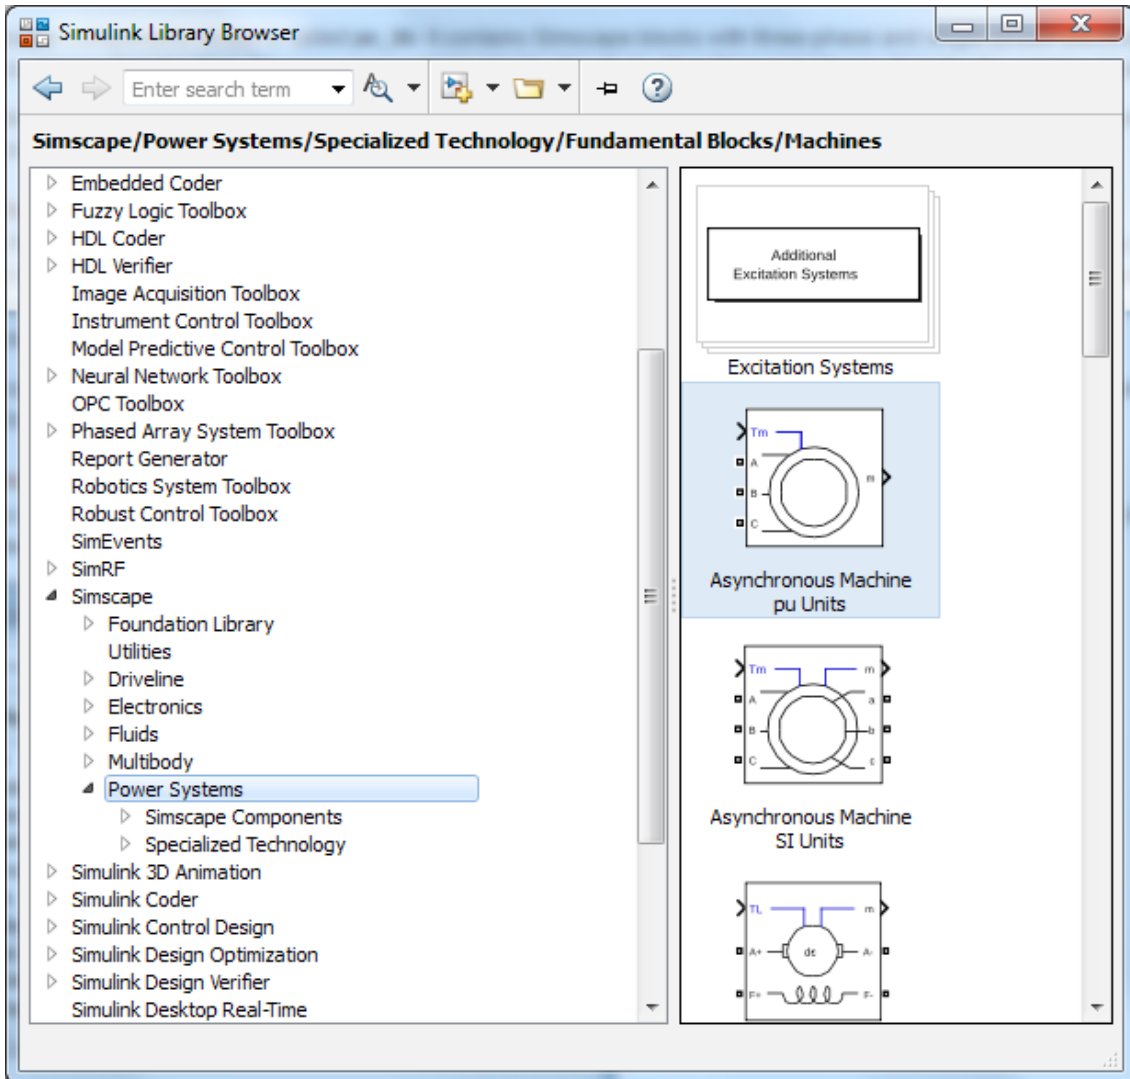 Simulink Library Browser
Enter search term
Simscape/Power Systems/Specialized Technology/Fundamental Blocks/Machines
Embedded Coder
Fuzzy Logic Toolbox
HDL Coder
HDL Verifier
Image Acquisition Toolbox
Instrument Control Toolbox
Model Predictive Control Toolbox
Neural Network Toolbox
OPC Toolbox
Phased Array System Toolbox
Report Generator
Robotics System Toolbox
Robust Control Toolbox
SimEvents
SimRF
Simscape
Foundation Library
Utilities
Driveline
Electronics
Fluids
Multibody
Power Systems
Simscape Components
Specialized Technology
Simulink 3D Animation
Simulink Coder
Simulink Control Design
Simulink Design Optimization
Simulink Design Verifier
Simulink Desktop Real-Time
Additional
Excitation Systems
Excitation Systems
Tm
A
m
B
C
Asynchronous Machine
pu Units
Tm m
A a
B b
C c
Asynchronous Machine
SI Units
TL m
A+ dc A-
F+ F-